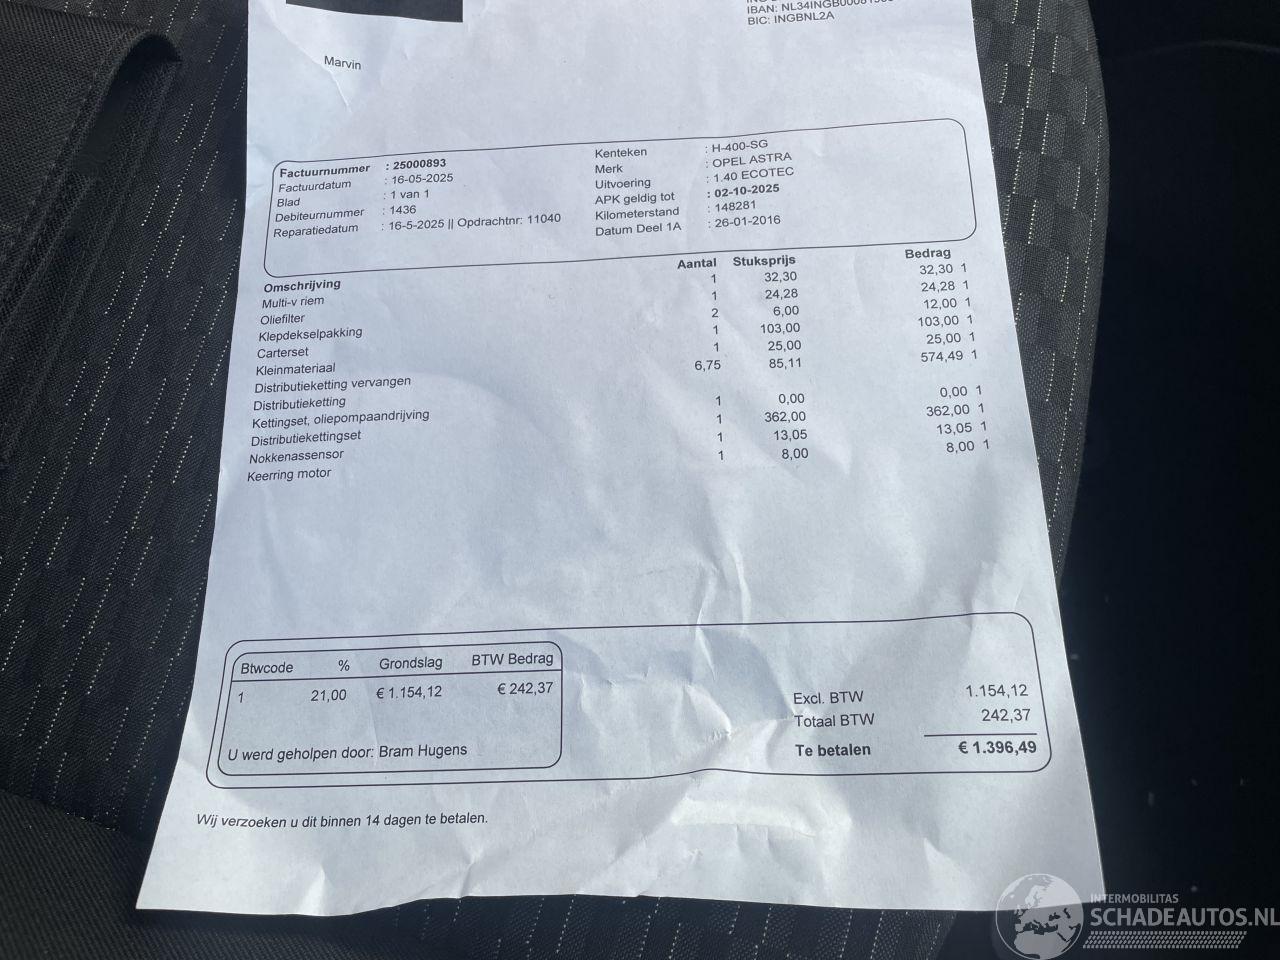 IBAN: NL34INGB
BIC: INGBNL2A
Marvin
Factuurnummer : 25000893
Factuurdatum : 16-05-2025
Blad : 1 van 1
Debiteurnummer : 1436
Reparatiedatum : 16-5-2025 || Opdrachtnr: 11040
Kenteken : H-400-SG
Merk : OPEL ASTRA
Uitvoering : 1.40 ECOTEC
APK geldig tot : 02-10-2025
Kilometerstand : 148281
Datum Deel 1A : 26-01-2016
Omschrijving Aantal Stuksprijs Bedrag
Multi-v riem 1 32,30 32,30 1
Oliefilter 1 24,28 24,28 1
Klepdekselpakking 2 6,00 12,00 1
Carterset 1 103,00 103,00 1
Kleinmateriaal 1 25,00 25,00 1
Distributieketting vervangen 6,75 85,11 574,49 1
Distributieketting
Kettingset, oliepompaandrijving 1 0,00 0,00 1
Distributiekettingset 1 362,00 362,00 1
Nokkenassensor 1 13,05 13,05 1
Keerring motor 1 8,00 8,00 1
Btwcode % Grondslag BTW Bedrag
1 21,00 € 1.154,12 € 242,37
U werd geholpen door: Bram Hugens
Excl. BTW 1.154,12
Totaal BTW 242,37
Te betalen € 1.396,49
Wij verzoeken u dit binnen 14 dagen te betalen.
INTERMOBILITAS
SCHADEAUTOS.NL